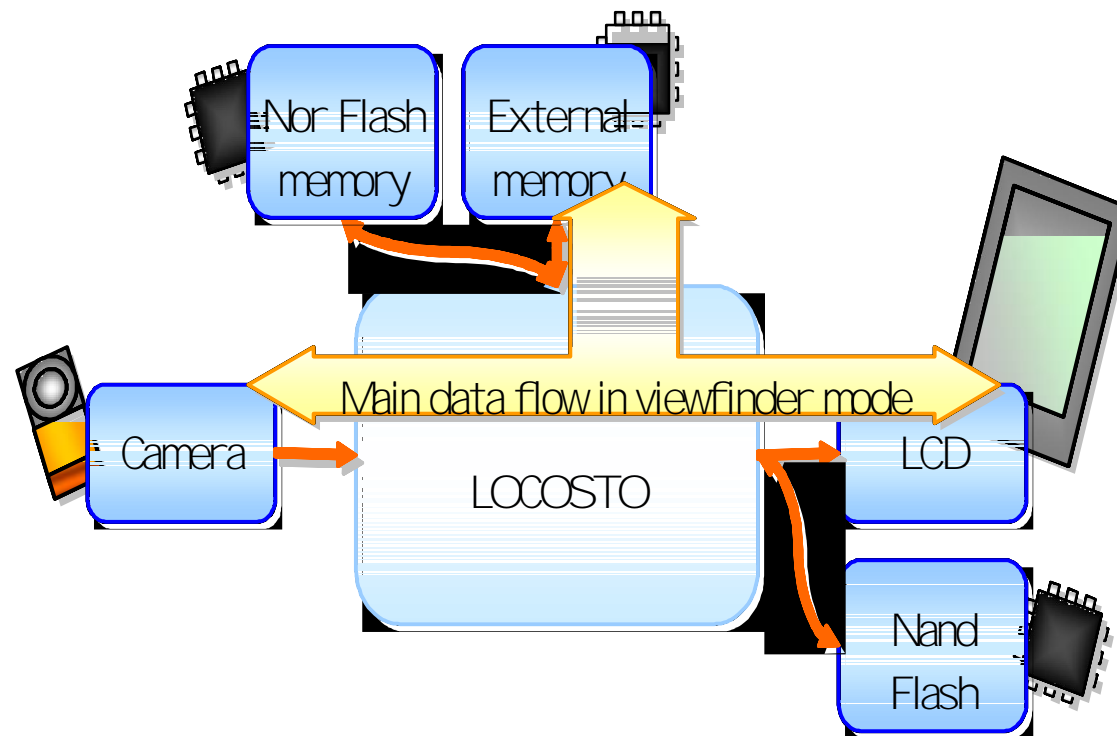 Nor Flash
memory
External
memory
Main data flow in viewfinder mode
Camera
LOCOSTO
LCD
Nand
Flash